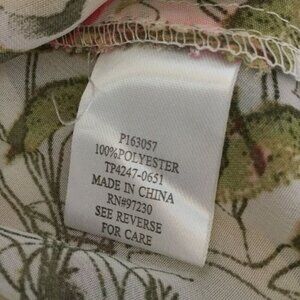 P163057
100%POLYESTER
TP4247-0651
MADE IN CHINA
RN#97230
SEE REVERSE
FOR CARE